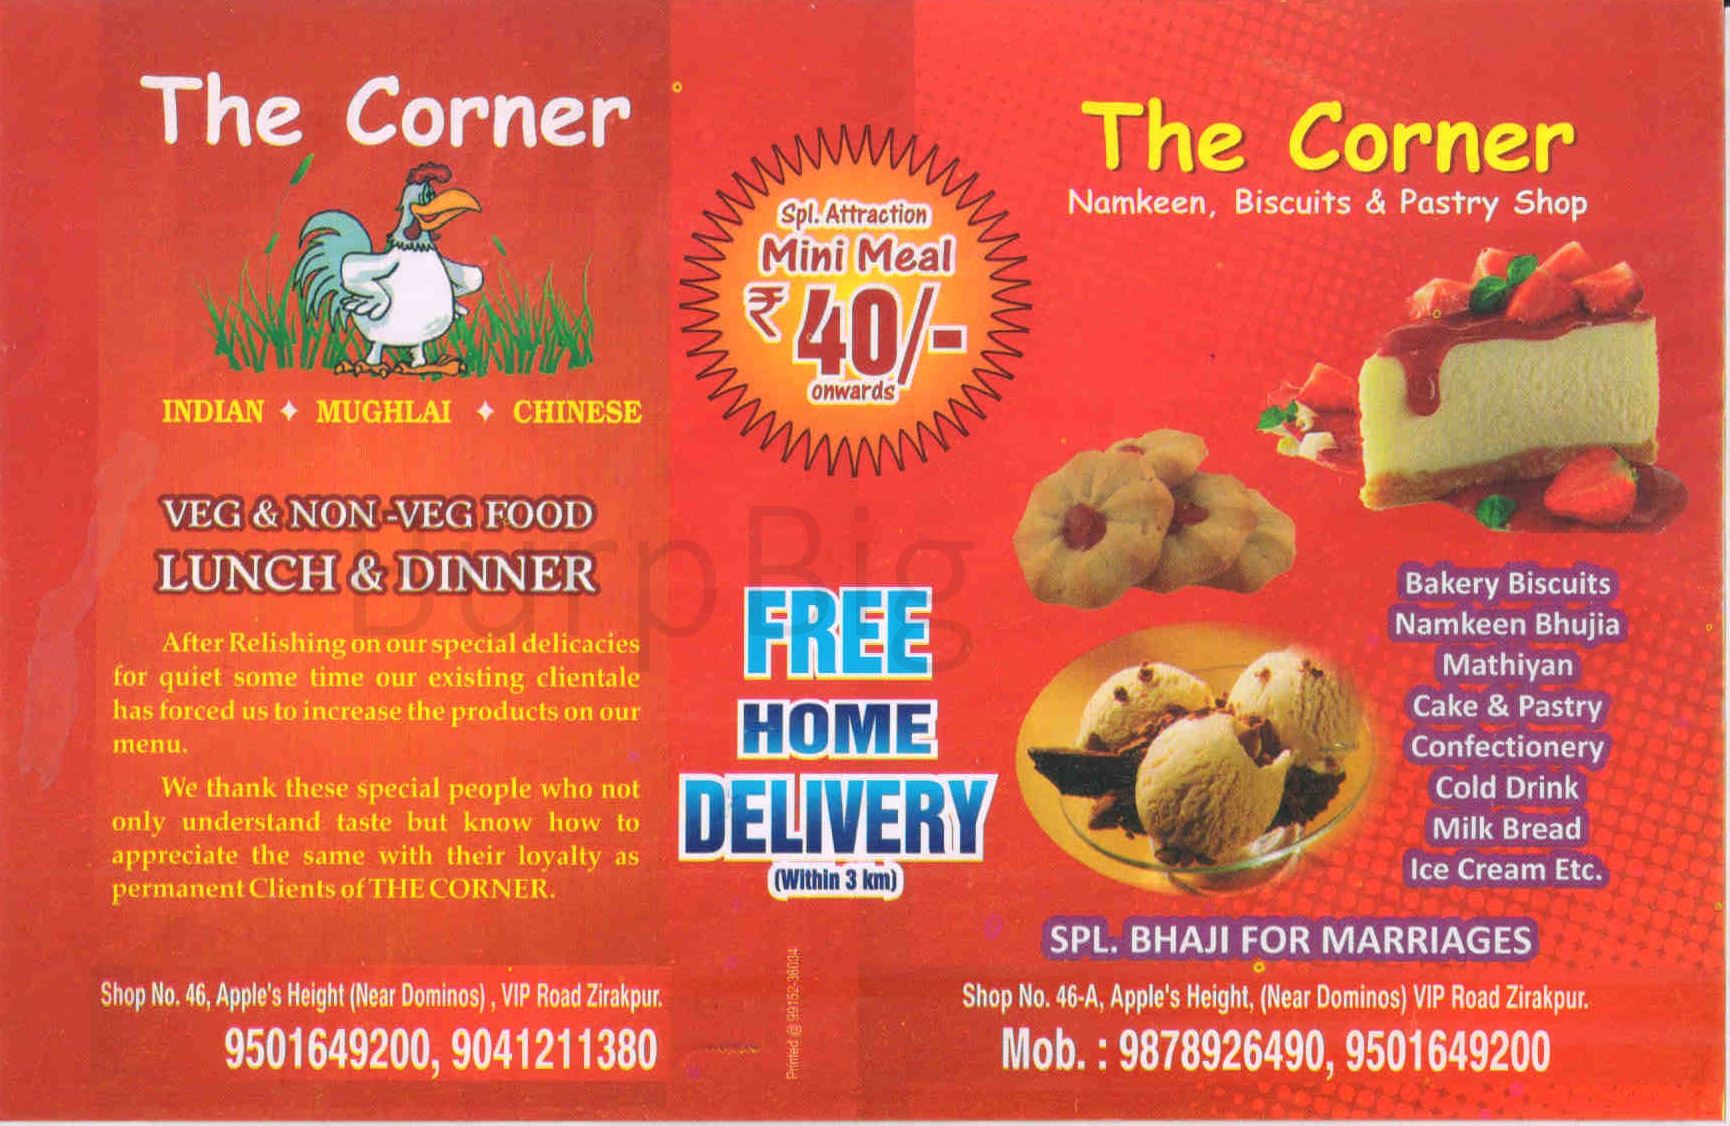 The Corner
INDIAN ✦ MUGHLAI ✦ CHINESE
VEG & NON-VEG FOOD
LUNCH & DINNER
After Relishing on our special delicacies
for quiet some time our existing clientale
has forced us to increase the products on our
menu.
We thank these special people who not
only understand taste but know how to
appreciate the same with their loyalty as
permanent Clients of THE CORNER.
Shop No. 46, Apple's Height (Near Dominos) , VIP Road Zirakpur.
9501649200, 9041211380
Spl. Attraction
Mini Meal
₹ 40/-
onwards
FREE
HOME
DELIVERY
(Within 3 km)
Printed @ 99152-38034
BurpBig
The Corner
Namkeen, Biscuits & Pastry Shop
Bakery Biscuits
Namkeen Bhujia
Mathiyan
Cake & Pastry
Confectionery
Cold Drink
Milk Bread
Ice Cream Etc.
SPL. BHAJI FOR MARRIAGES
Shop No. 46-A, Apple's Height, (Near Dominos) VIP Road Zirakpur.
Mob. : 9878926490, 9501649200